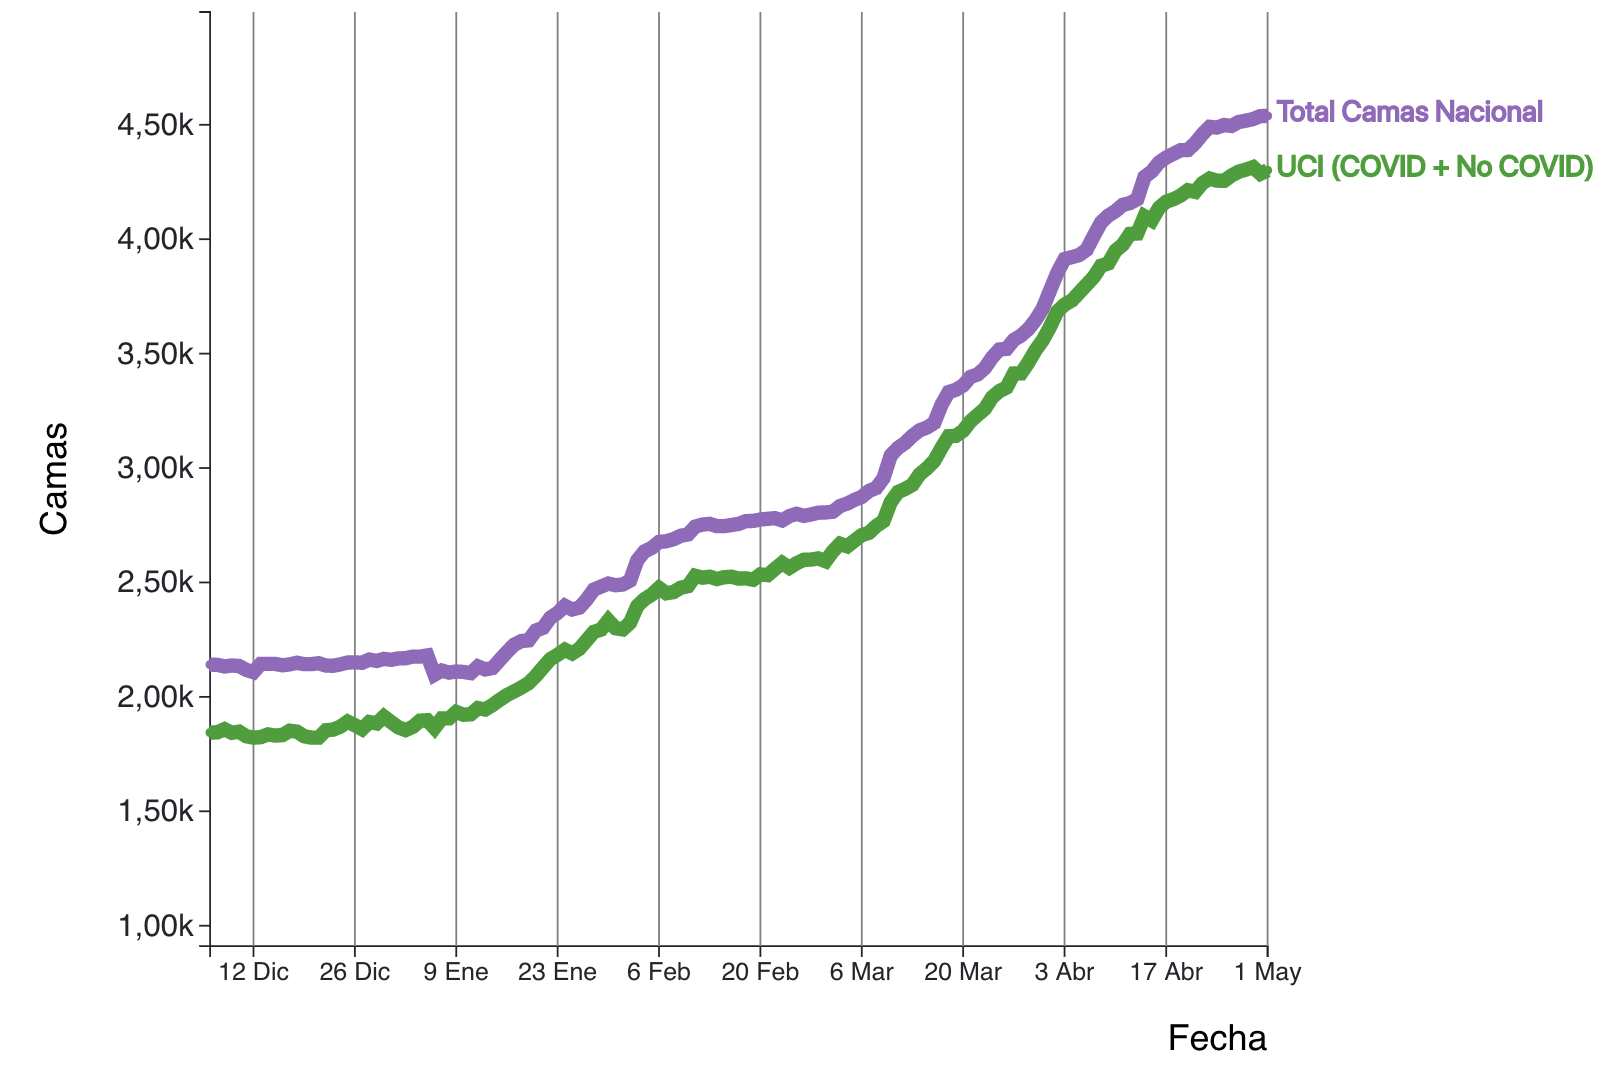 Total Camas Nacional
UCI (COVID + No COVID)
4,50k
4,00k
3,50k
3,00k
2,50k
2,00k
1,50k
1,00k
Camas
12 Dic 26 Dic 9 Ene 23 Ene 6 Feb 20 Feb 6 Mar 20 Mar 3 Abr 17 Abr 1 May
Fecha